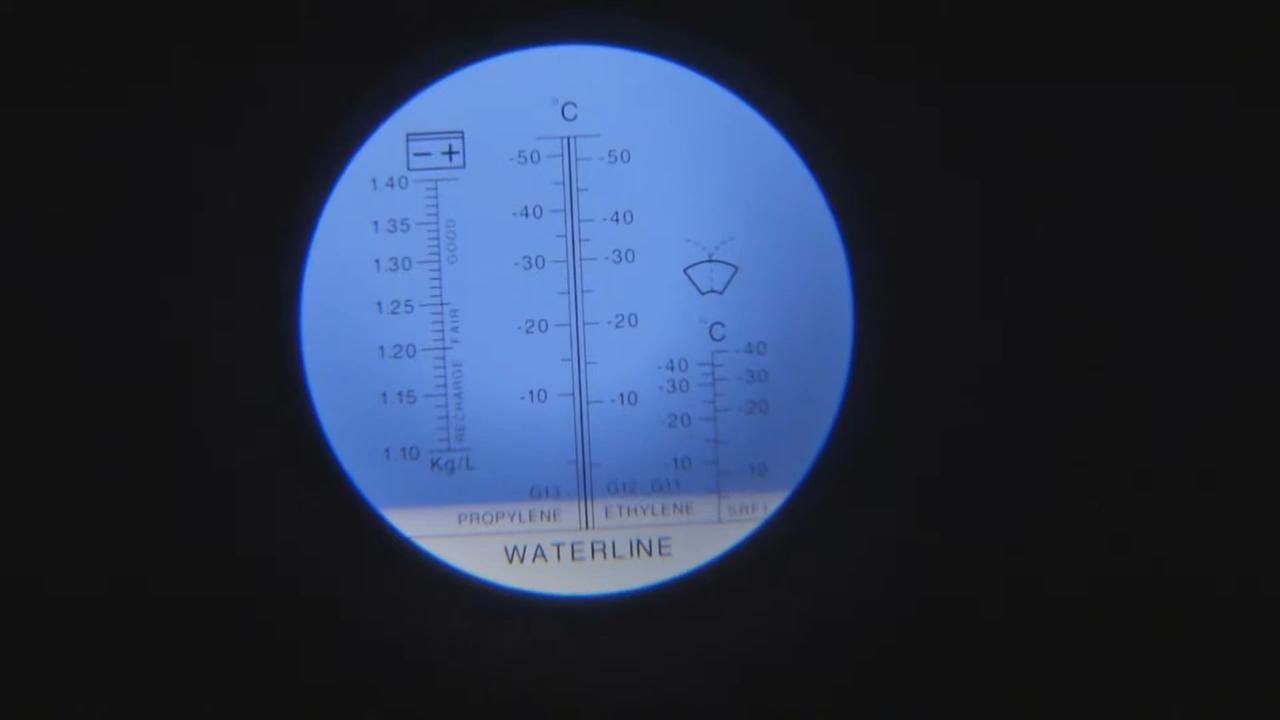 °C
- +
-50 -50
1.40
-40 -40
1.35 GOOD
-30 -30
1.30
1.25
-20 -20
FAIR
°C
1.20
-40 -40
-30 -30
RECHARGE
1.15 -10 -10
-20 -20
1.10
Kg/L
-10 10
G13 G12 G11
PROPYLENE ETHYLENE
WATERLINE